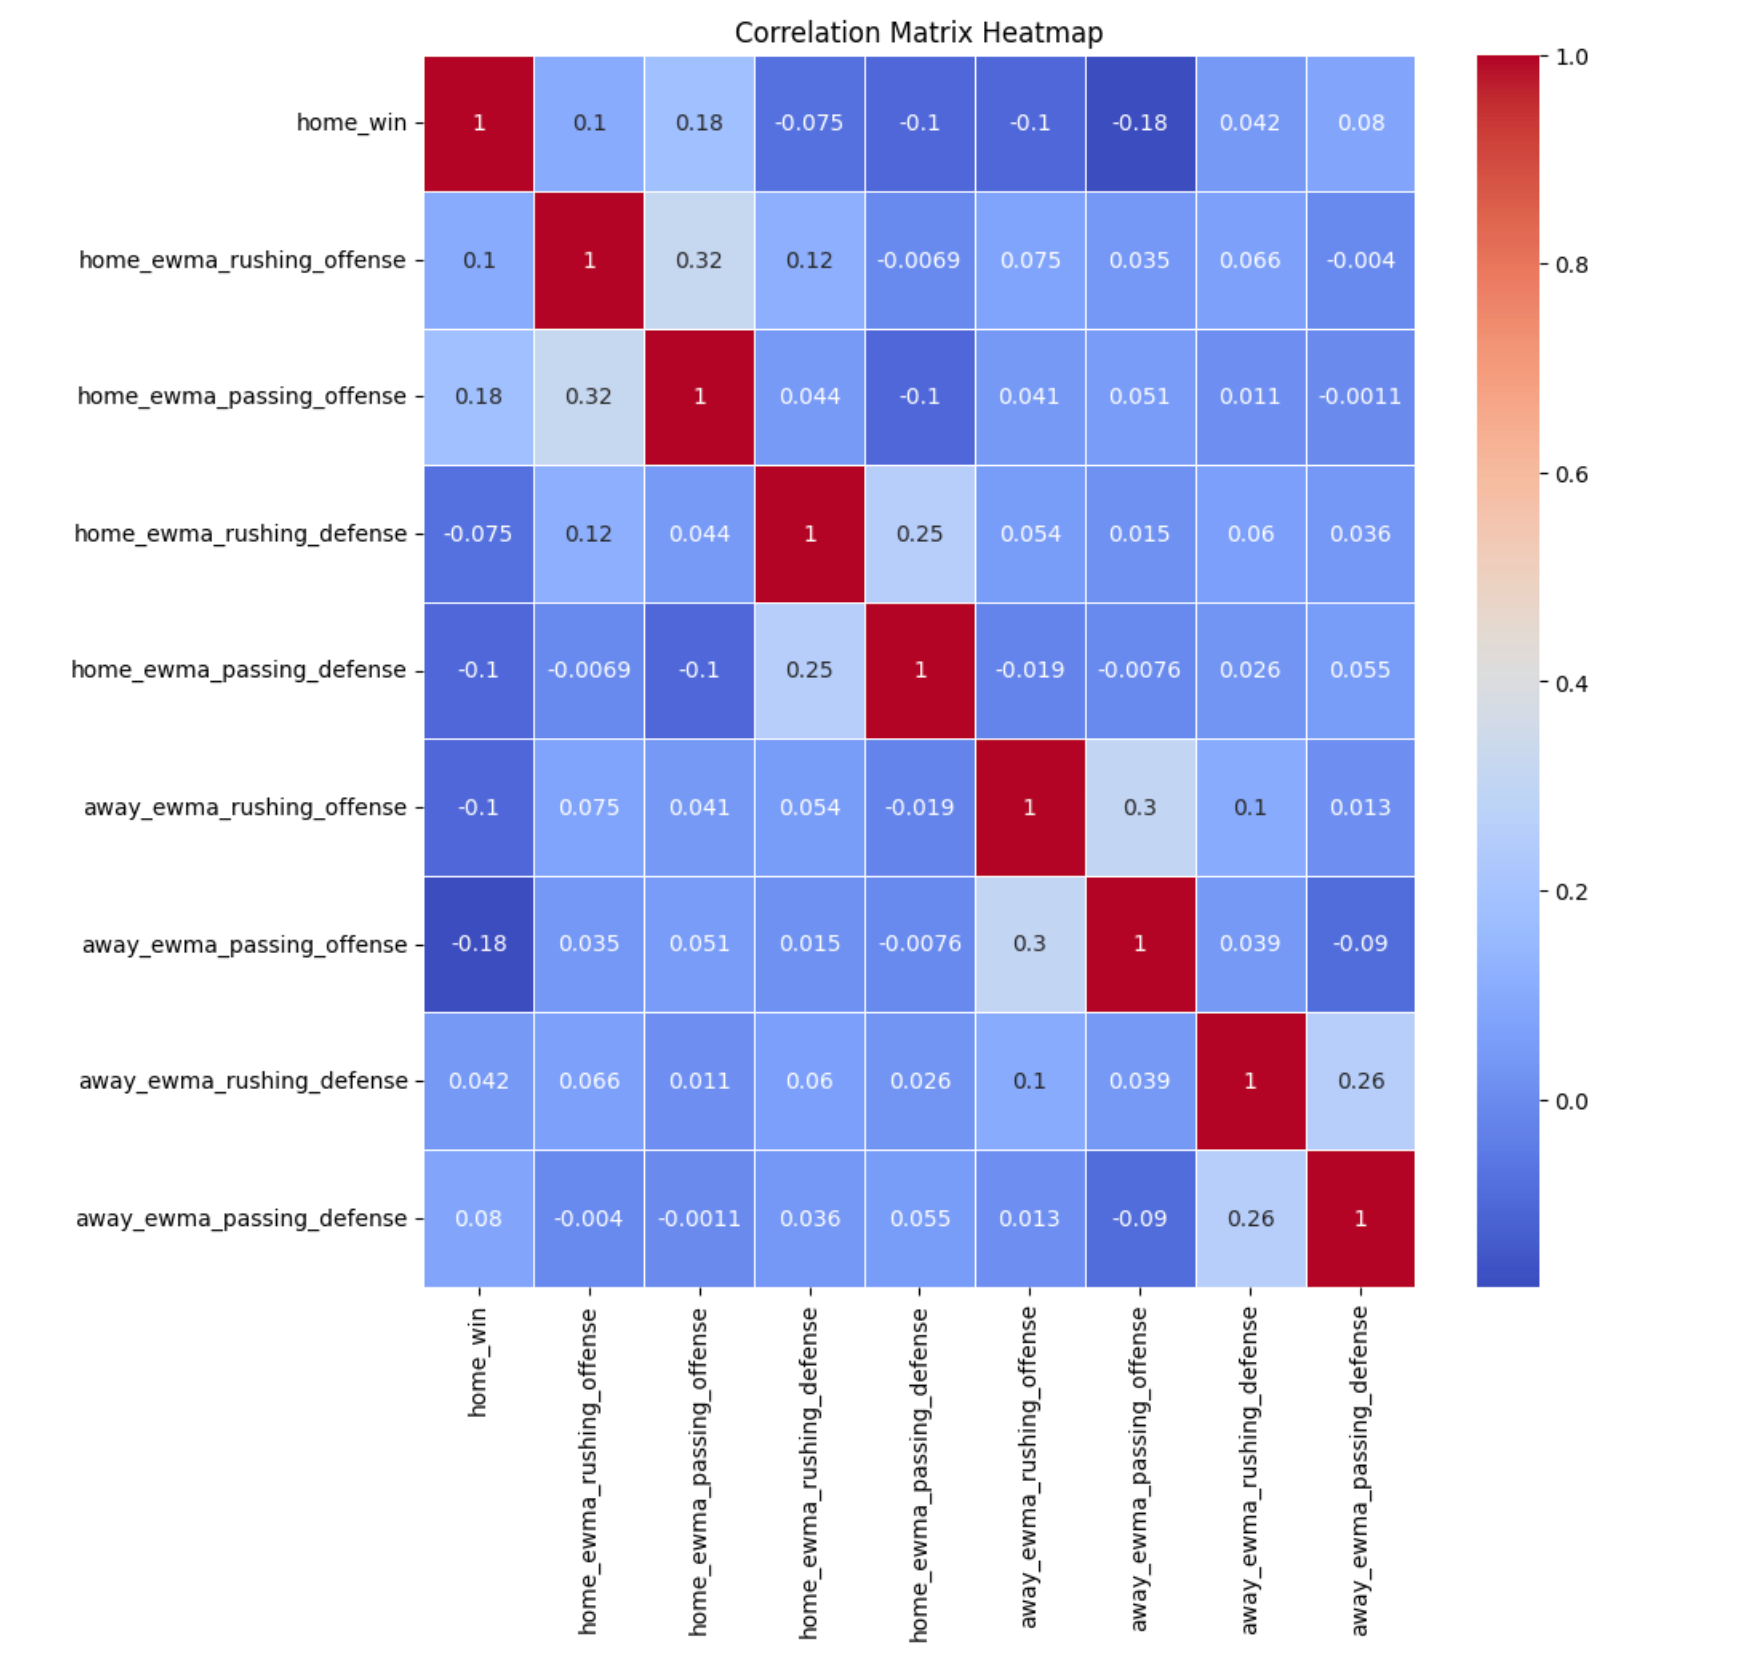 Correlation Matrix Heatmap
home_win 1 0.1 0.18 -0.075 -0.1 -0.1 -0.18 0.042 0.08
home_ewma_rushing_offense 0.1 1 0.32 0.12 -0.0069 0.075 0.035 0.066 -0.004
home_ewma_passing_offense 0.18 0.32 1 0.044 -0.1 0.041 0.051 0.011 -0.0011
home_ewma_rushing_defense -0.075 0.12 0.044 1 0.25 0.054 0.015 0.06 0.036
home_ewma_passing_defense -0.1 -0.0069 -0.1 0.25 1 -0.019 -0.0076 0.026 0.055
away_ewma_rushing_offense -0.1 0.075 0.041 0.054 -0.019 1 0.3 0.1 0.013
away_ewma_passing_offense -0.18 0.035 0.051 0.015 -0.0076 0.3 1 0.039 -0.09
away_ewma_rushing_defense 0.042 0.066 0.011 0.06 0.026 0.1 0.039 1 0.26
away_ewma_passing_defense 0.08 -0.004 -0.0011 0.036 0.055 0.013 -0.09 0.26 1
home_win
home_ewma_rushing_offense
home_ewma_passing_offense
home_ewma_rushing_defense
home_ewma_passing_defense
away_ewma_rushing_offense
away_ewma_passing_offense
away_ewma_rushing_defense
away_ewma_passing_defense
1.0
0.8
0.6
0.4
0.2
0.0